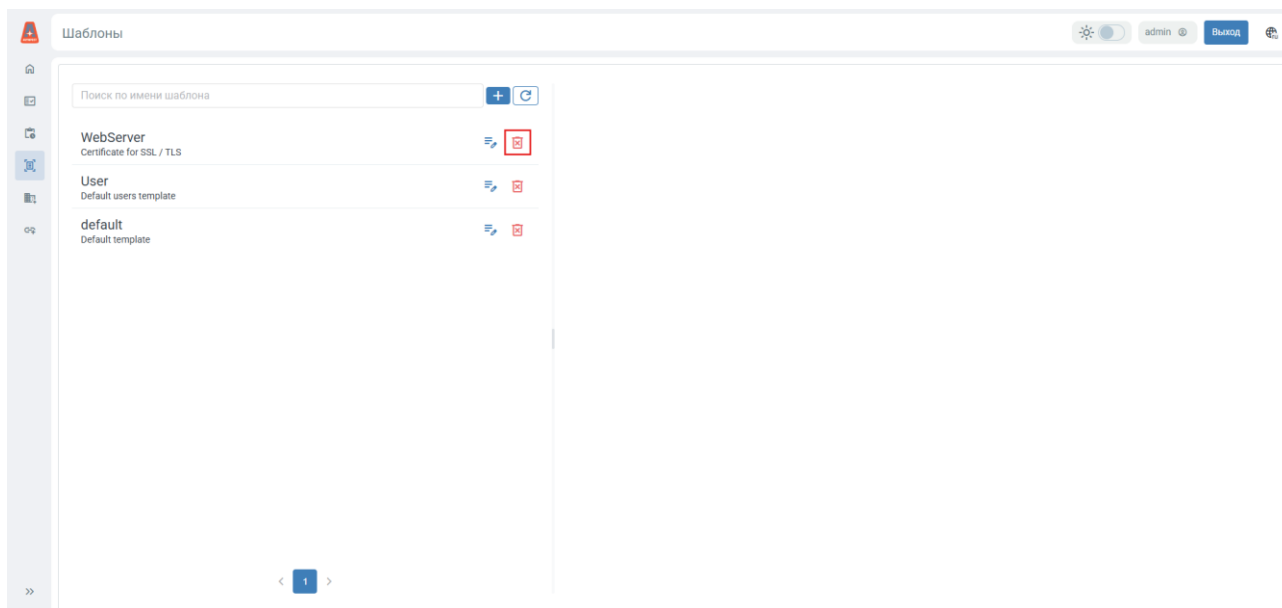 Шаблоны
admin
Выход
ru
Поиск по имени шаблона
WebServer
Certificate for SSL / TLS
User
Default users template
default
Default template
1